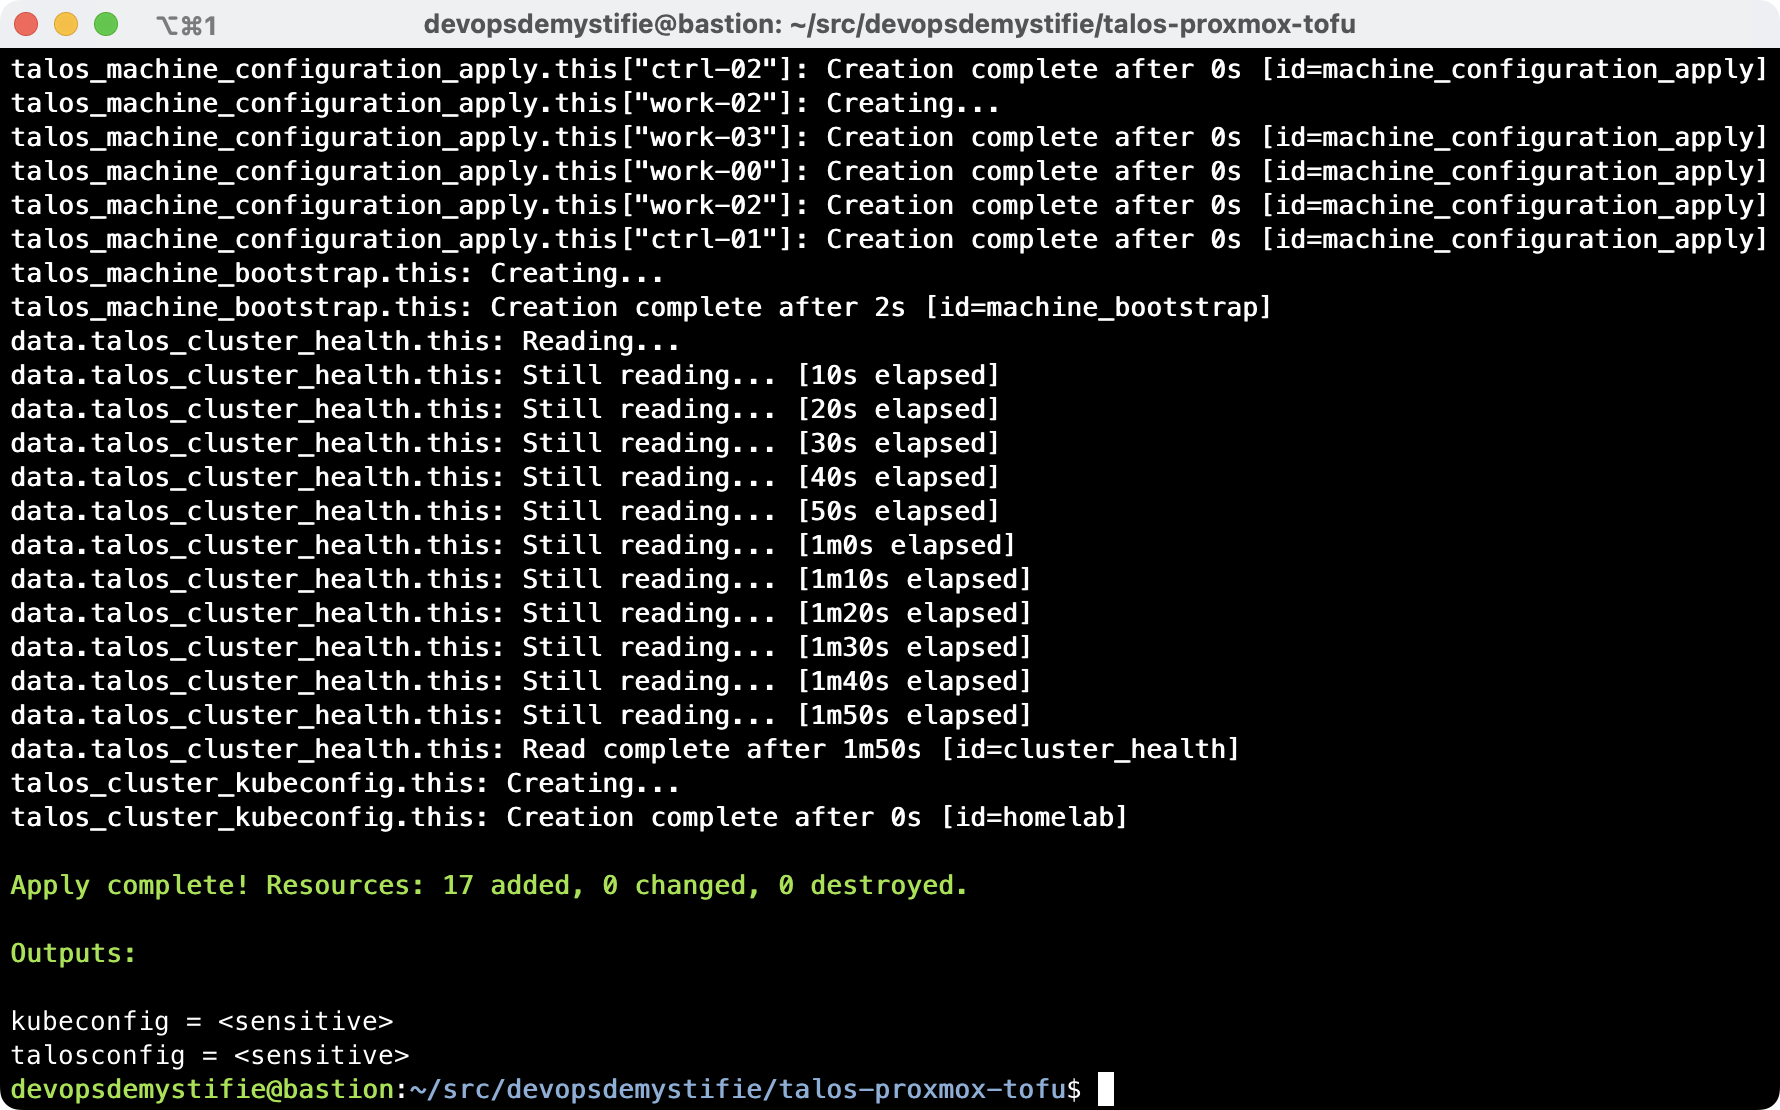 ⌥⌘1 devopsdemystifie@bastion: ~/src/devopsdemystifie/talos-proxmox-tofu
talos_machine_configuration_apply.this["ctrl-02"]: Creation complete after 0s [id=machine_configuration_apply]
talos_machine_configuration_apply.this["work-02"]: Creating...
talos_machine_configuration_apply.this["work-03"]: Creation complete after 0s [id=machine_configuration_apply]
talos_machine_configuration_apply.this["work-00"]: Creation complete after 0s [id=machine_configuration_apply]
talos_machine_configuration_apply.this["work-02"]: Creation complete after 0s [id=machine_configuration_apply]
talos_machine_configuration_apply.this["ctrl-01"]: Creation complete after 0s [id=machine_configuration_apply]
talos_machine_bootstrap.this: Creating...
talos_machine_bootstrap.this: Creation complete after 2s [id=machine_bootstrap]
data.talos_cluster_health.this: Reading...
data.talos_cluster_health.this: Still reading... [10s elapsed]
data.talos_cluster_health.this: Still reading... [20s elapsed]
data.talos_cluster_health.this: Still reading... [30s elapsed]
data.talos_cluster_health.this: Still reading... [40s elapsed]
data.talos_cluster_health.this: Still reading... [50s elapsed]
data.talos_cluster_health.this: Still reading... [1m0s elapsed]
data.talos_cluster_health.this: Still reading... [1m10s elapsed]
data.talos_cluster_health.this: Still reading... [1m20s elapsed]
data.talos_cluster_health.this: Still reading... [1m30s elapsed]
data.talos_cluster_health.this: Still reading... [1m40s elapsed]
data.talos_cluster_health.this: Still reading... [1m50s elapsed]
data.talos_cluster_health.this: Read complete after 1m50s [id=cluster_health]
talos_cluster_kubeconfig.this: Creating...
talos_cluster_kubeconfig.this: Creation complete after 0s [id=homelab]
Apply complete! Resources: 17 added, 0 changed, 0 destroyed.
Outputs:
kubeconfig = <sensitive>
talosconfig = <sensitive>
devopsdemystifie@bastion:~/src/devopsdemystifie/talos-proxmox-tofu$